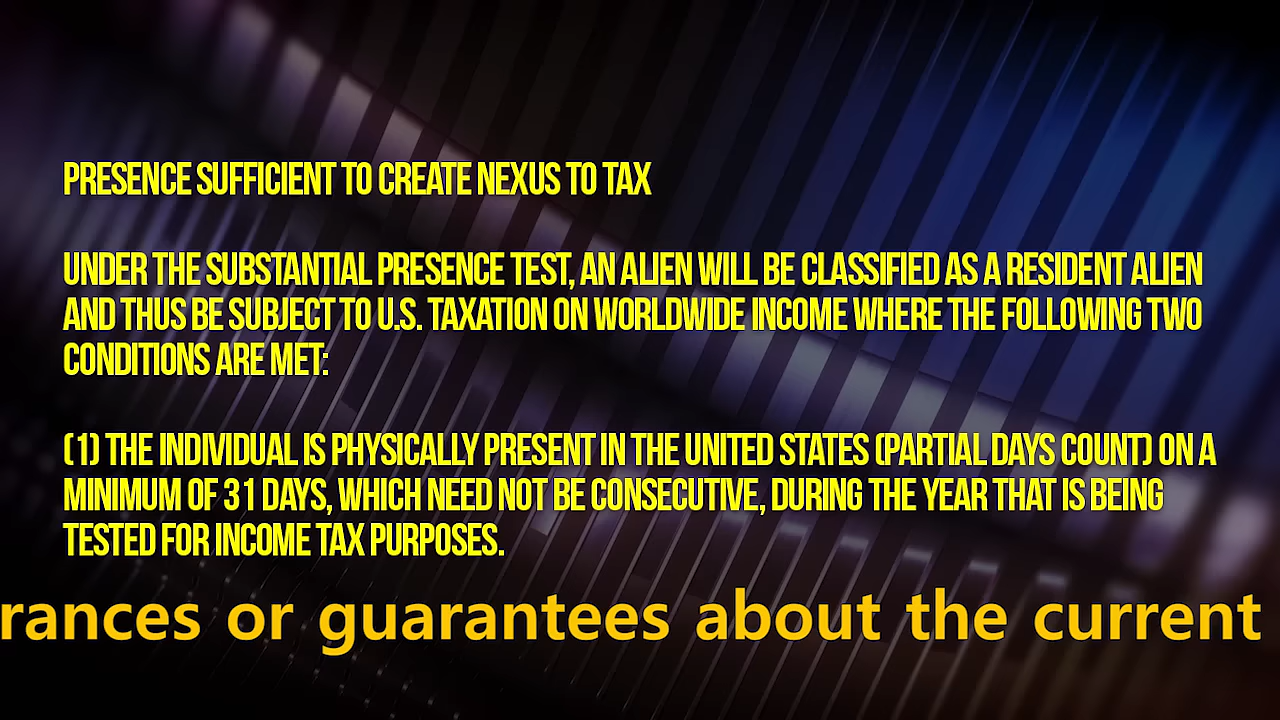 PRESENCE SUFFICIENT TO CREATE NEXUS TO TAX
UNDER THE SUBSTANTIAL PRESENCE TEST, AN ALIEN WILL BE CLASSIFIED AS A RESIDENT ALIEN
AND THUS BE SUBJECT TO U.S. TAXATION ON WORLDWIDE INCOME WHERE THE FOLLOWING TWO
CONDITIONS ARE MET:
(1) THE INDIVIDUAL IS PHYSICALLY PRESENT IN THE UNITED STATES (PARTIAL DAYS COUNT) ON A
MINIMUM OF 31 DAYS, WHICH NEED NOT BE CONSECUTIVE, DURING THE YEAR THAT IS BEING
TESTED FOR INCOME TAX PURPOSES.
or guarantees about the current